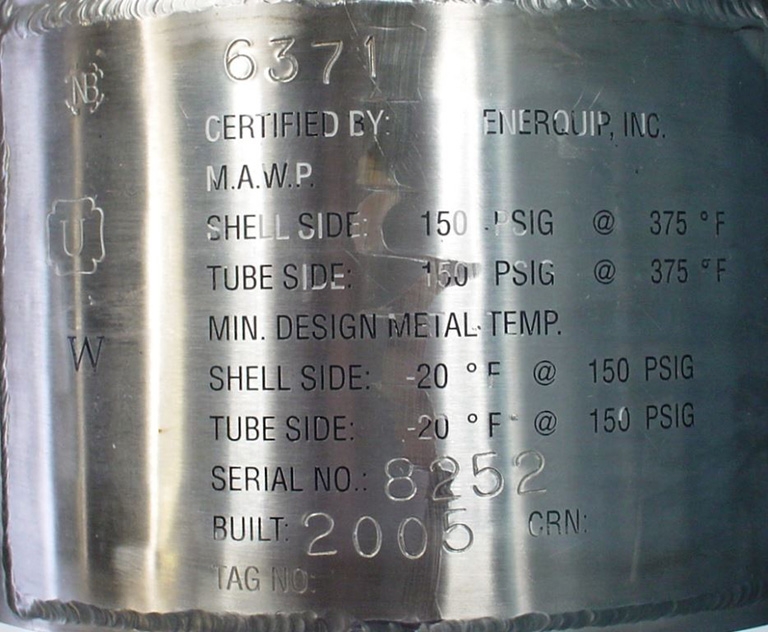 NB 6371
CERTIFIED BY: ENERQUIP, INC.
M.A.W.P.
U SHELL SIDE: 150 PSIG @ 375 °F
TUBE SIDE: 150 PSIG @ 375 °F
MIN. DESIGN METAL TEMP.
W
SHELL SIDE: -20 °F @ 150 PSIG
TUBE SIDE: -20 °F @ 150 PSIG
SERIAL NO.: 8252
BUILT: 2005 CRN:
TAG NO: